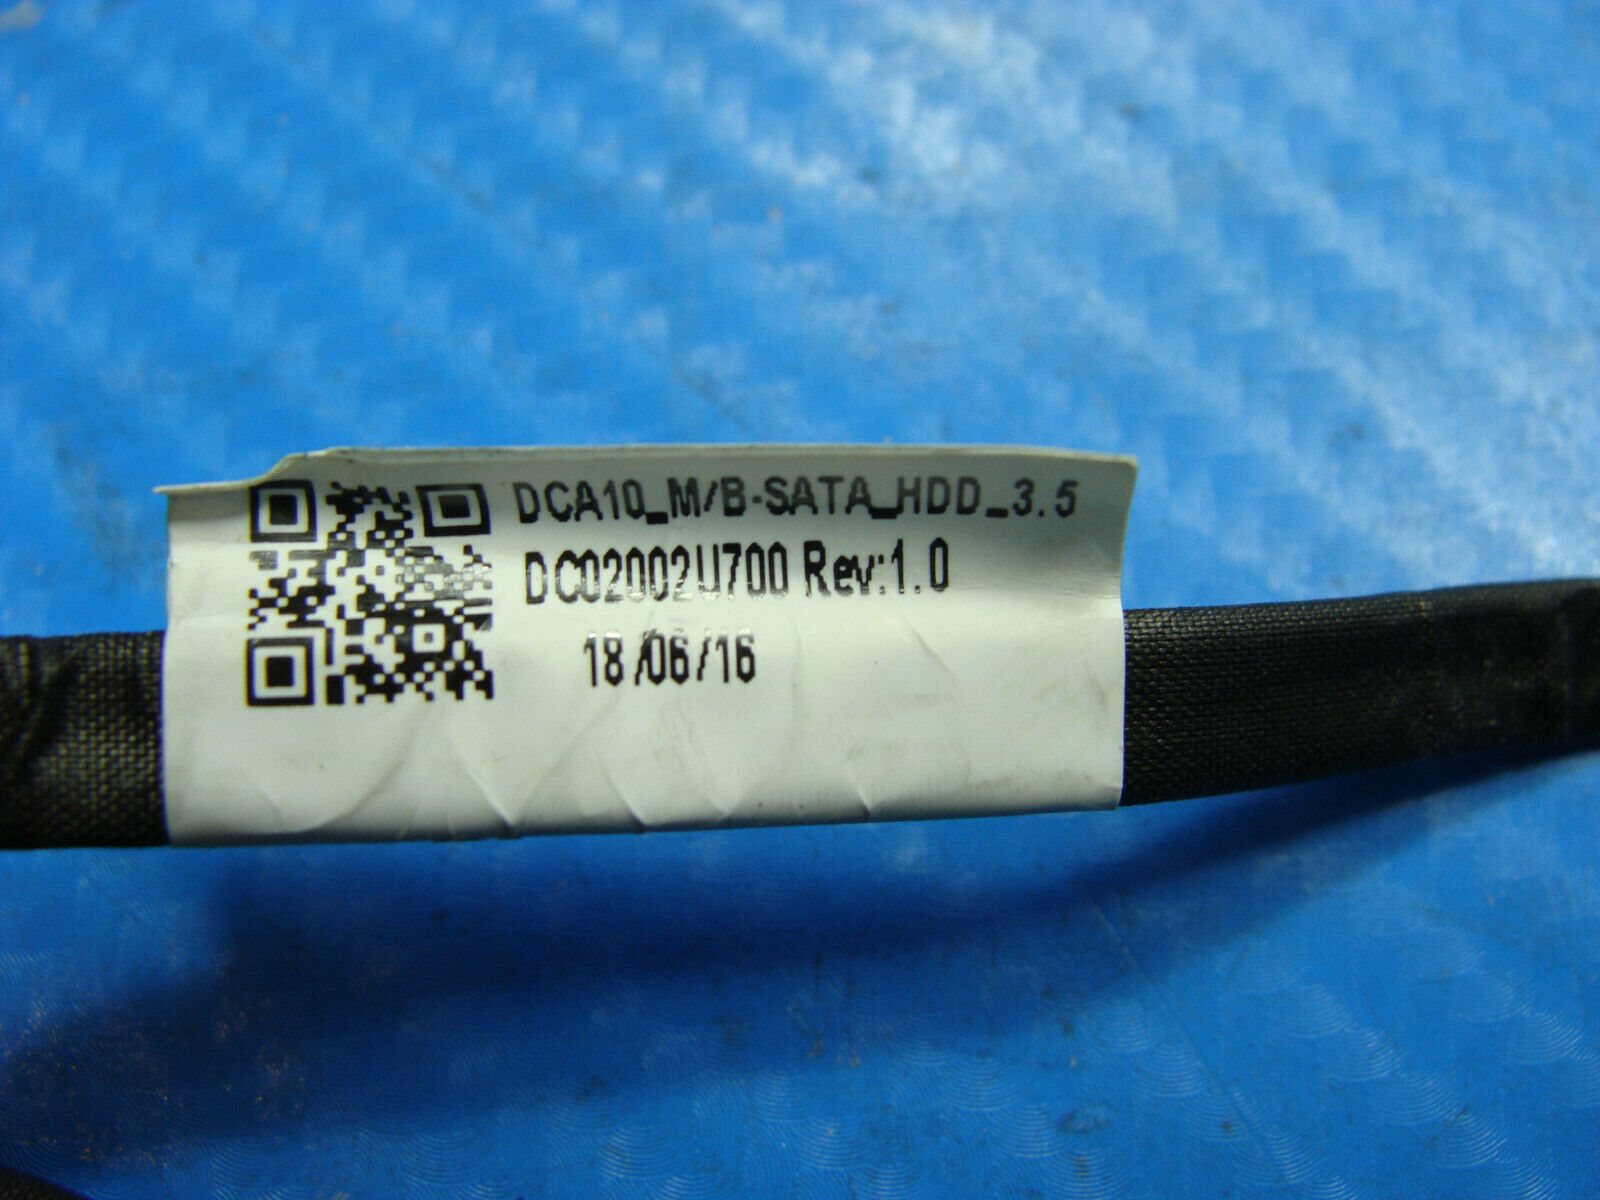 DCA10_M/B-SATA_HDD_3.5
DC02002U700 Rev:1.0
18/06/16